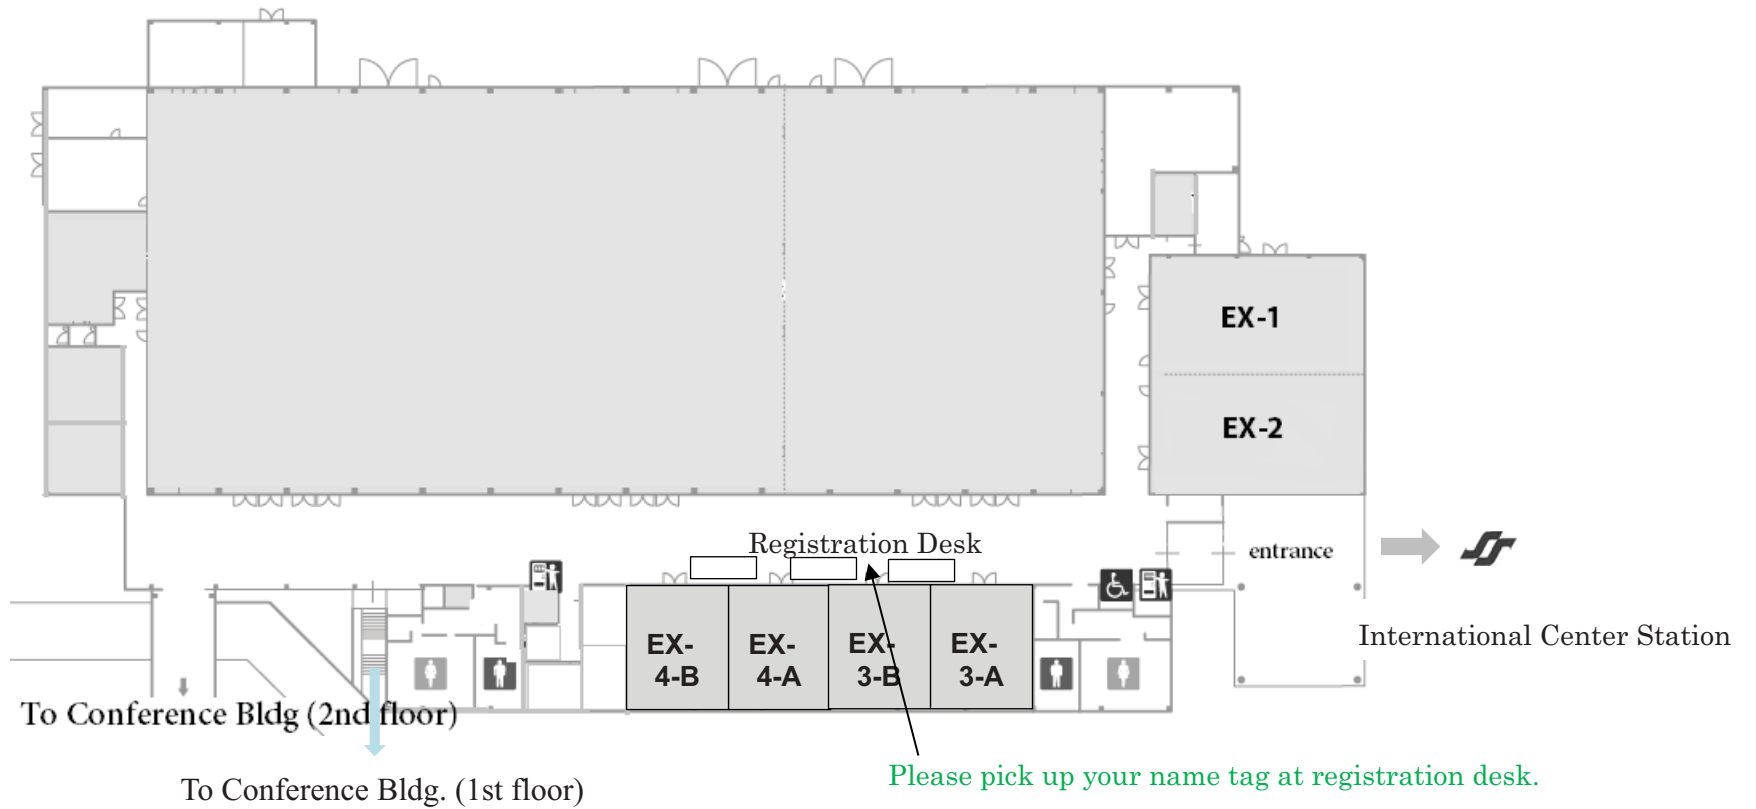 EX-1
EX-2
Registration Desk
entrance
EX-
4-B
EX-
4-A
EX-
3-B
EX-
3-A
International Center Station
To Conference Bldg (2nd floor)
To Conference Bldg. (1st floor)
Please pick up your name tag at registration desk.